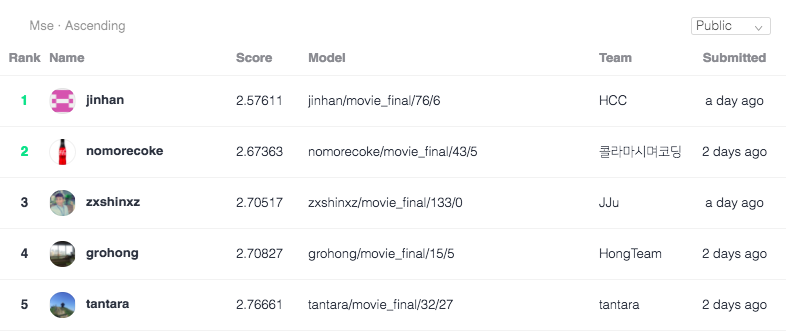 Mse · Ascending
Public
Rank Name Score Model Team Submitted
1 jinhan 2.57611 jinhan/movie_final/76/6 HCC a day ago
2 nomorecoke 2.67363 nomorecoke/movie_final/43/5 콜라마시며코딩 2 days ago
3 zxshinxz 2.70517 zxshinxz/movie_final/133/0 JJu a day ago
4 grohong 2.70827 grohong/movie_final/15/5 HongTeam 2 days ago
5 tantara 2.76661 tantara/movie_final/32/27 tantara 2 days ago